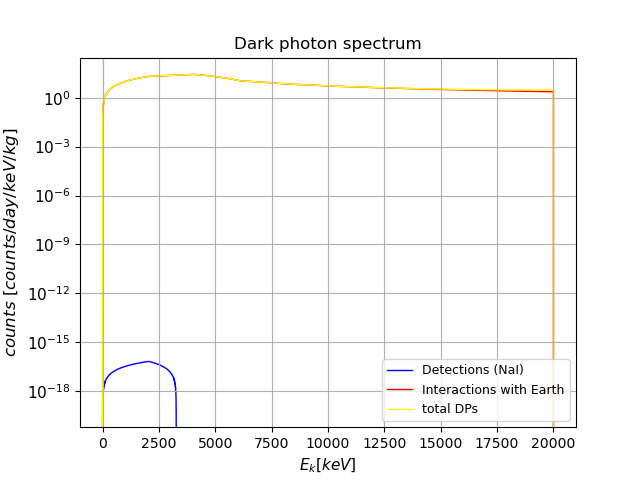 Dark photon spectrum
counts [counts/day/keV/kg]
10^0
10^-3
10^-6
10^-9
10^-12
10^-15
10^-18
Detections (NaI)
Interactions with Earth
total DPs
0 2500 5000 7500 10000 12500 15000 17500 20000
E_k[keV]